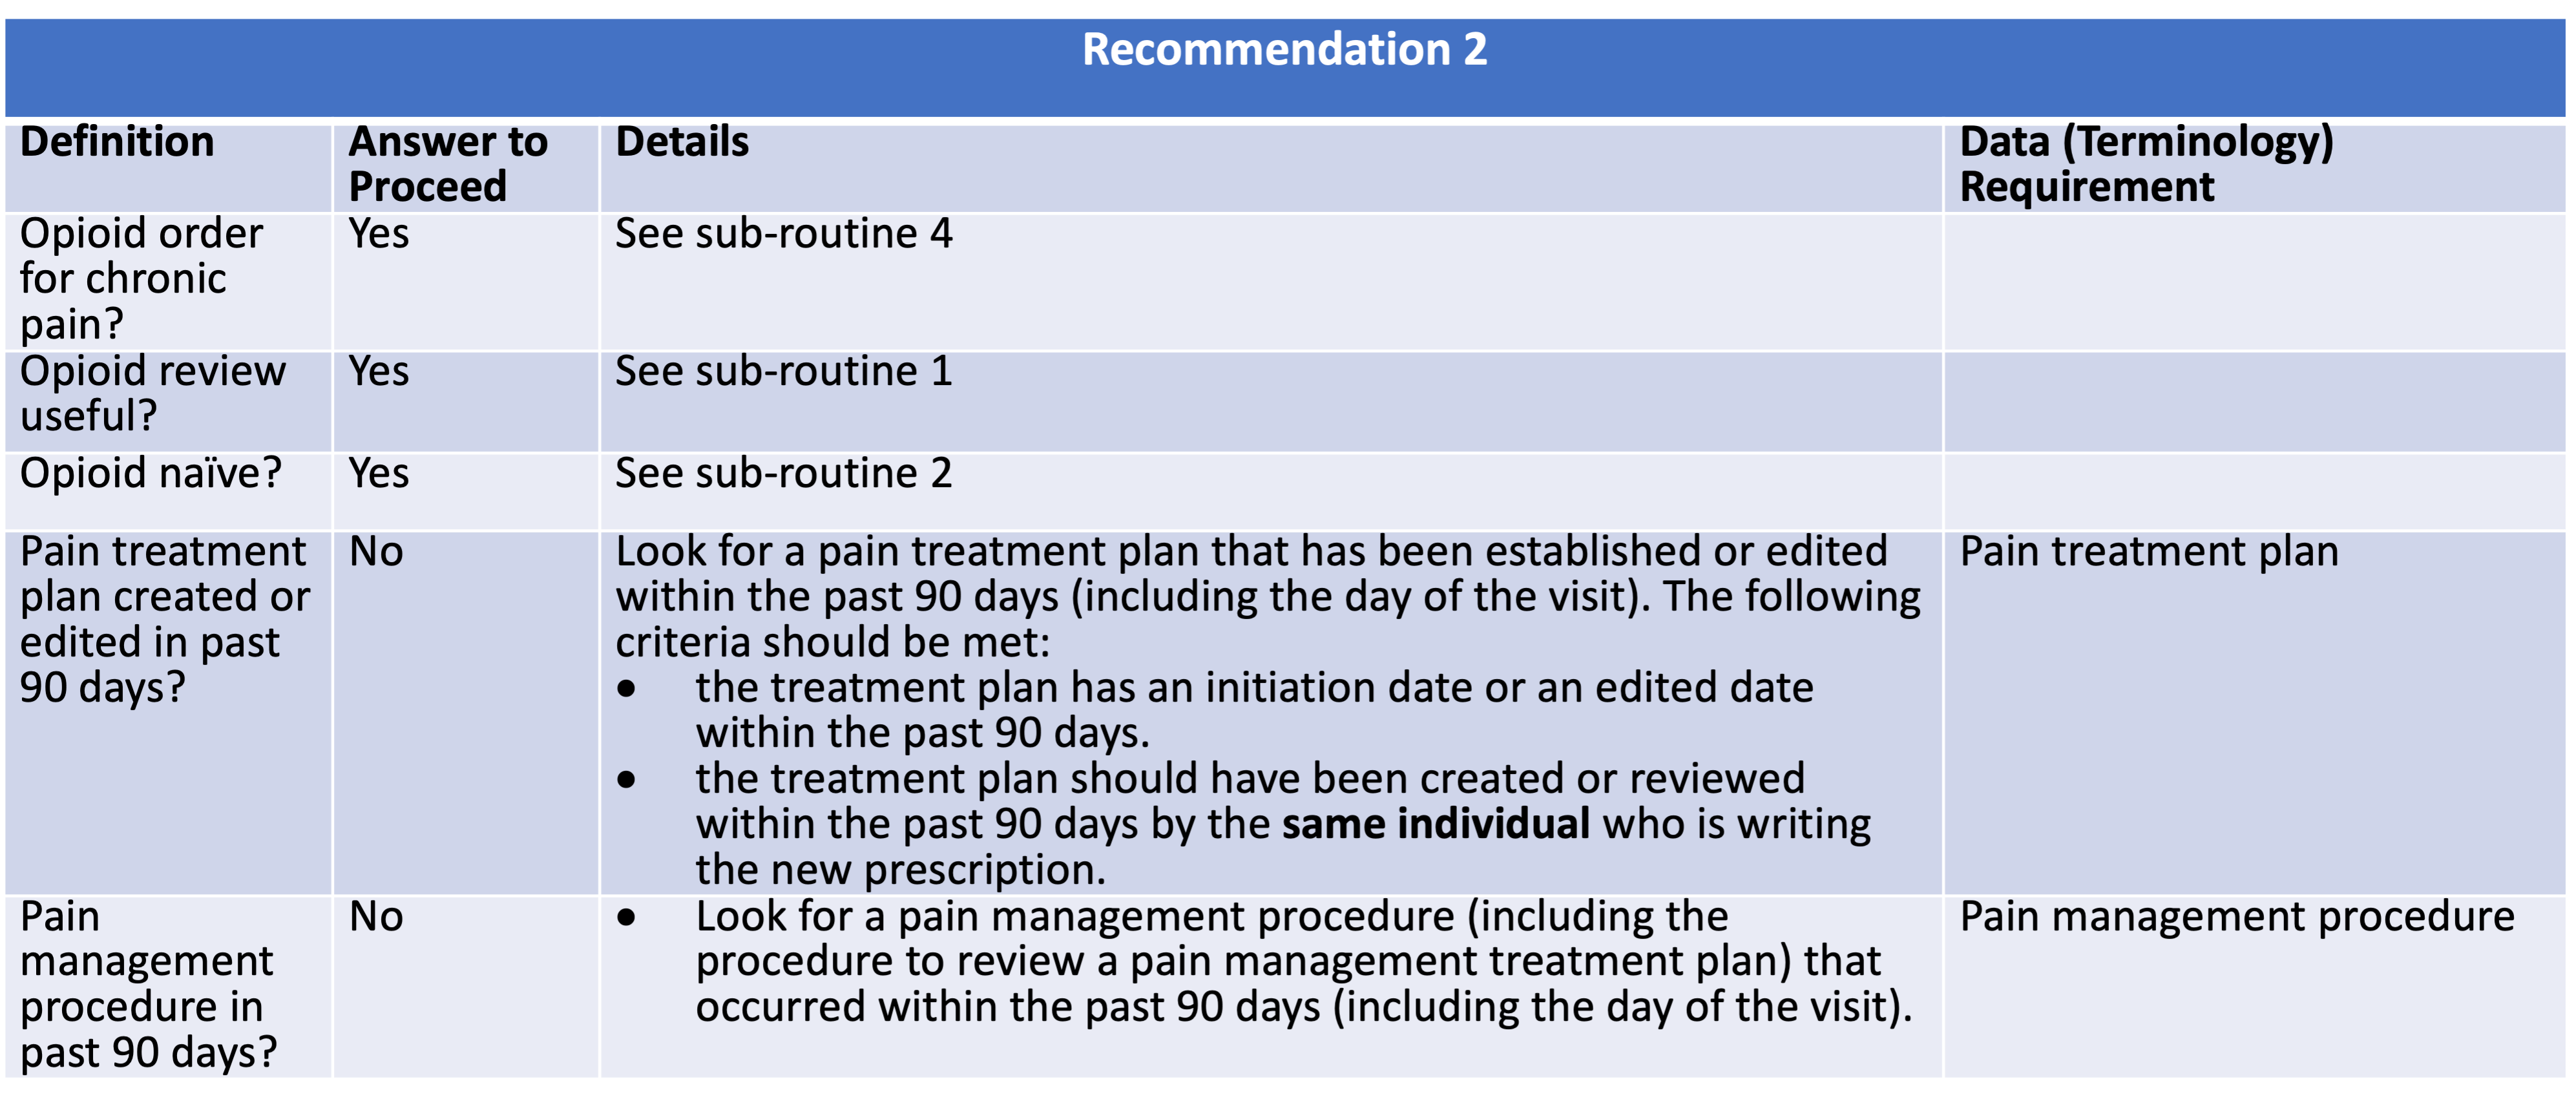 Recommendation 2
Definition
Answer to
Proceed
Details
Data (Terminology)
Requirement
Opioid order
for chronic
pain?
Yes
See sub-routine 4
Opioid review
useful?
Yes
See sub-routine 1
Opioid naïve?
Yes
See sub-routine 2
Pain treatment
plan created or
edited in past
90 days?
No
Look for a pain treatment plan that has been established or edited
within the past 90 days (including the day of the visit). The following
criteria should be met:
• the treatment plan has an initiation date or an edited date
within the past 90 days.
• the treatment plan should have been created or reviewed
within the past 90 days by the same individual who is writing
the new prescription.
Pain treatment plan
Pain
management
procedure in
past 90 days?
No
• Look for a pain management procedure (including the
procedure to review a pain management treatment plan) that
occurred within the past 90 days (including the day of the visit).
Pain management procedure